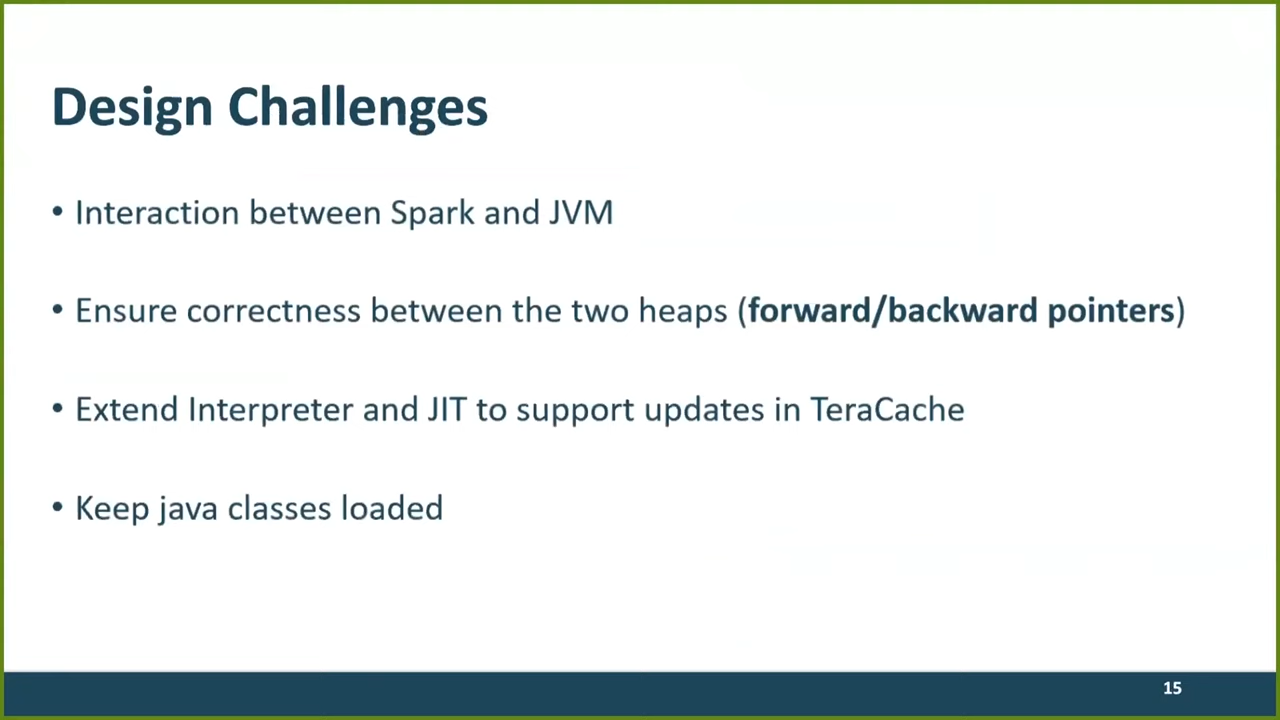 Design Challenges
• Interaction between Spark and JVM
• Ensure correctness between the two heaps (forward/backward pointers)
• Extend Interpreter and JIT to support updates in TeraCache
• Keep java classes loaded
15